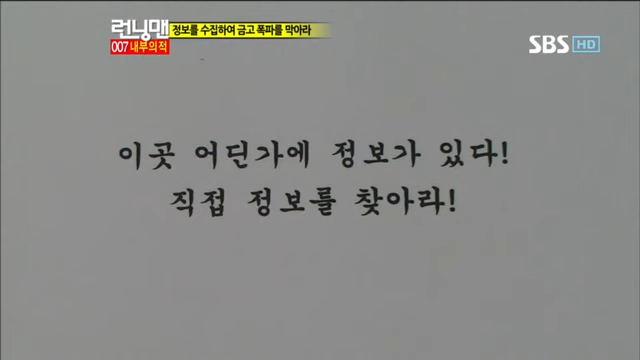 런닝맨 정보를 수집하여 금고 폭파를 막아라
007 내부의적
SBS HD
이곳 어딘가에 정보가 있다!
직접 정보를 찾아라!